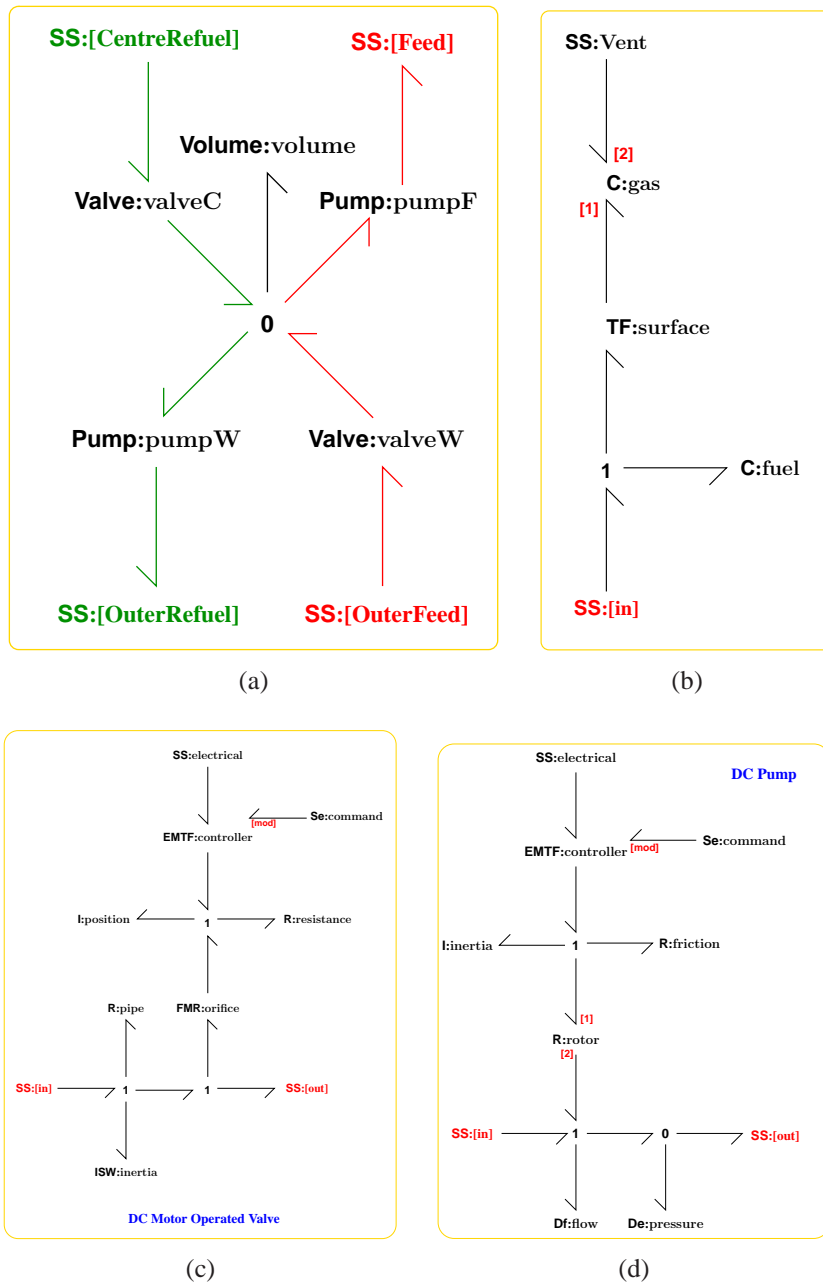 SS:[CentreRefuel]
SS:[Feed]
Volume:volume
Valve:valveC
Pump:pumpF
0
Pump:pumpW
Valve:valveW
SS:[OuterRefuel]
SS:[OuterFeed]
(a)
SS:Vent
[2]
C:gas
[1]
TF:surface
1
C:fuel
SS:[in]
(b)
SS:electrical
Se:command
[mod]
EMTF:controller
I:position
1
R:resistance
R:pipe
FMR:orifice
SS:[in]
1
1
SS:[out]
ISW:inertia
DC Motor Operated Valve
(c)
SS:electrical
DC Pump
Se:command
EMTF:controller
[mod]
I:inertia
1
R:friction
[1]
R:rotor
[2]
SS:[in]
1
0
SS:[out]
Df:flow
De:pressure
(d)